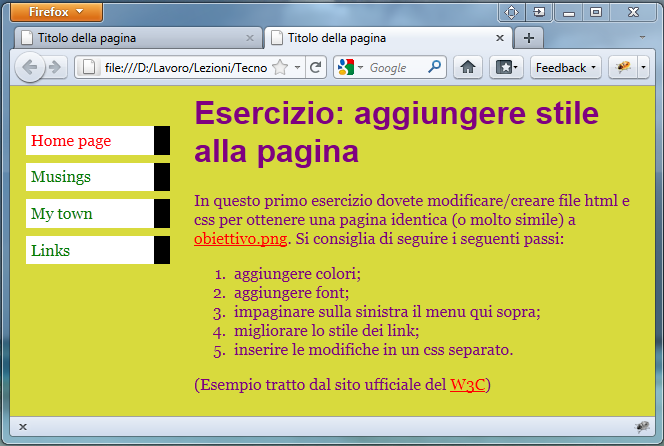 Firefox
Titolo della pagina
Titolo della pagina
file:///D:/Lavoro/Lezioni/Tecno
Google
Feedback
Home page
Musings
My town
Links
Esercizio: aggiungere stile
alla pagina
In questo primo esercizio dovete modificare/creare file html e
css per ottenere una pagina identica (o molto simile) a
obiettivo.png. Si consiglia di seguire i seguenti passi:
1. aggiungere colori;
2. aggiungere font;
3. impaginare sulla sinistra il menu qui sopra;
4. migliorare lo stile dei link;
5. inserire le modifiche in un css separato.
(Esempio tratto dal sito ufficiale del W3C)